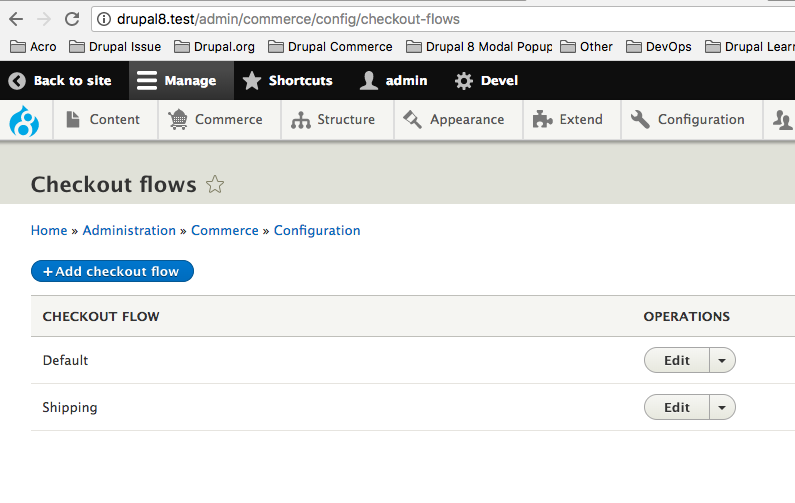 drupal8.test/admin/commerce/config/checkout-flows
Acro Drupal Issue Drupal.org Drupal Commerce Drupal 8 Modal Popup Other DevOps Drupal Learn
Back to site Manage Shortcuts admin Devel
Content Commerce Structure Appearance Extend Configuration
Checkout flows
Home » Administration » Commerce » Configuration
+ Add checkout flow
CHECKOUT FLOW OPERATIONS
Default Edit
Shipping Edit